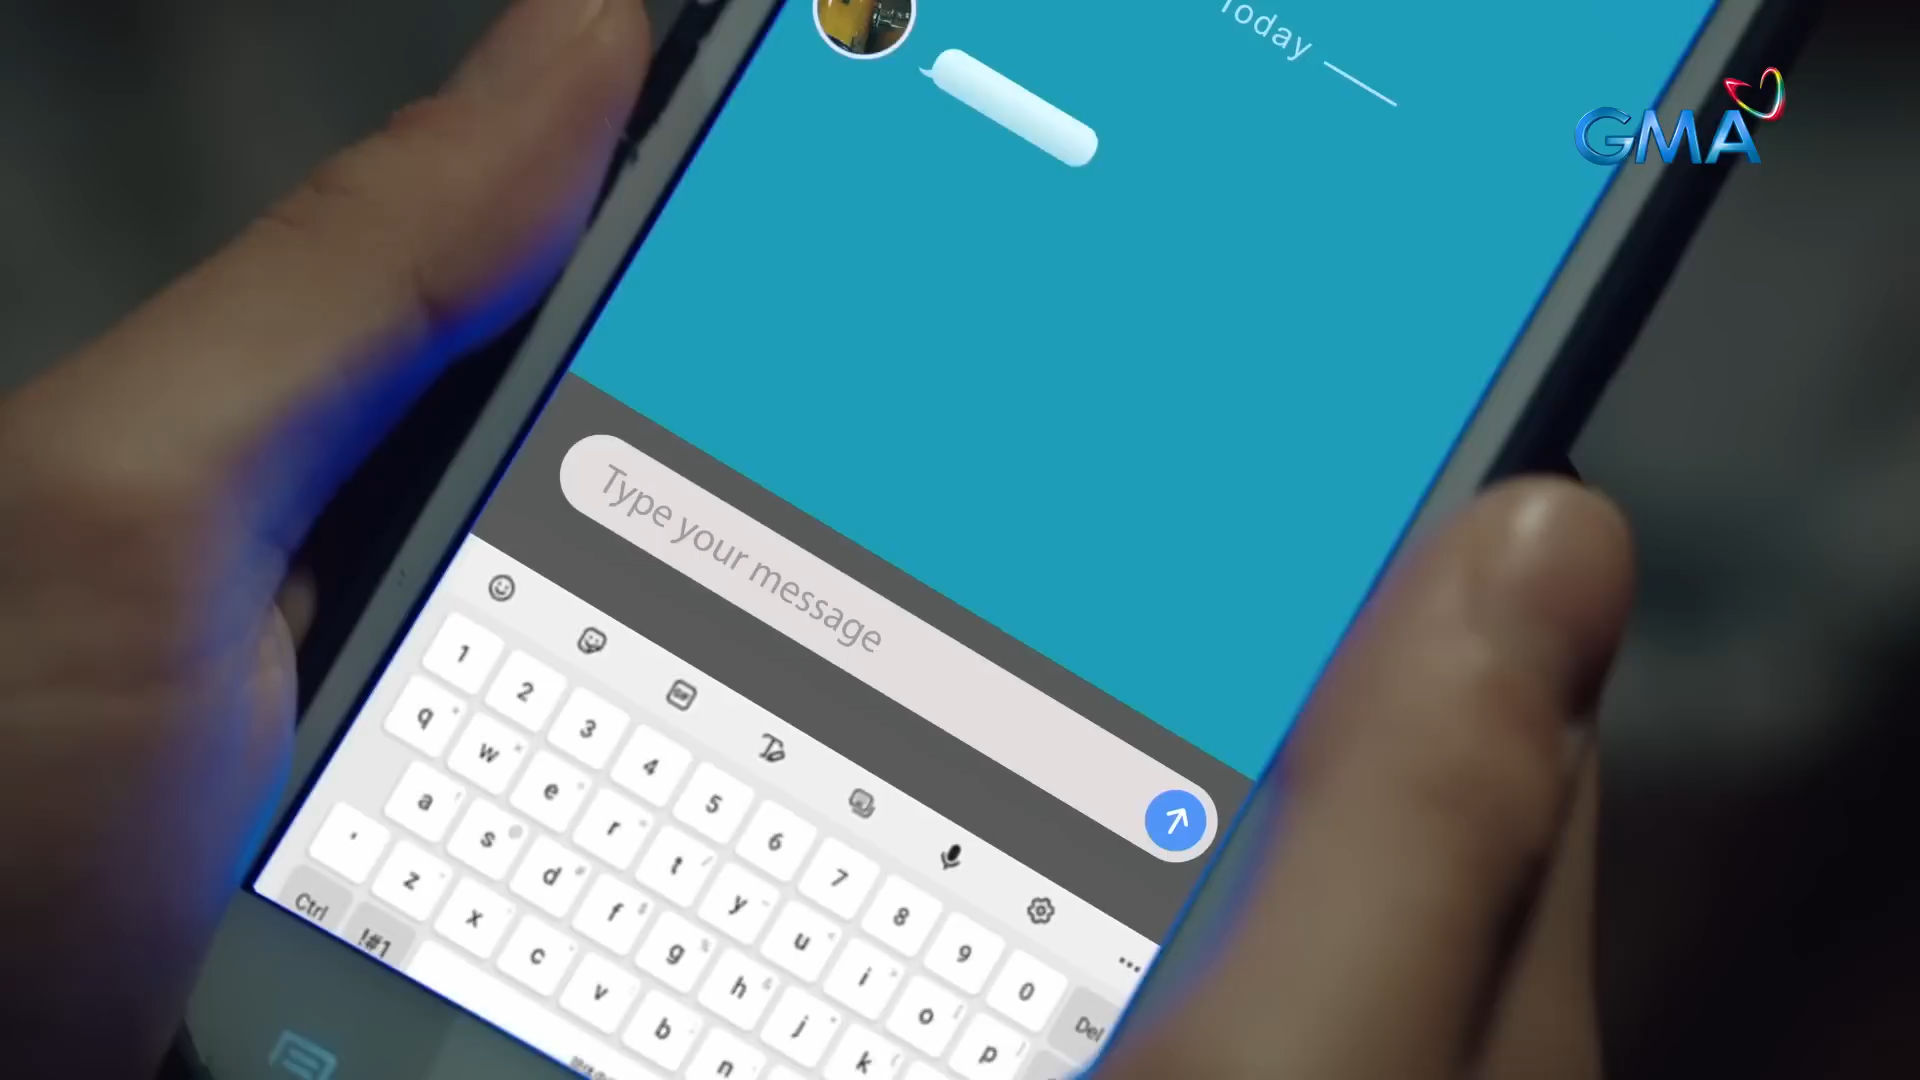 Today
GMA
Type your message
1 2 3 4 5 6 7 8 9 0 Del
q w e r t y u i o p
a s d f g h j k
' z x c v b n
Ctrl !#1